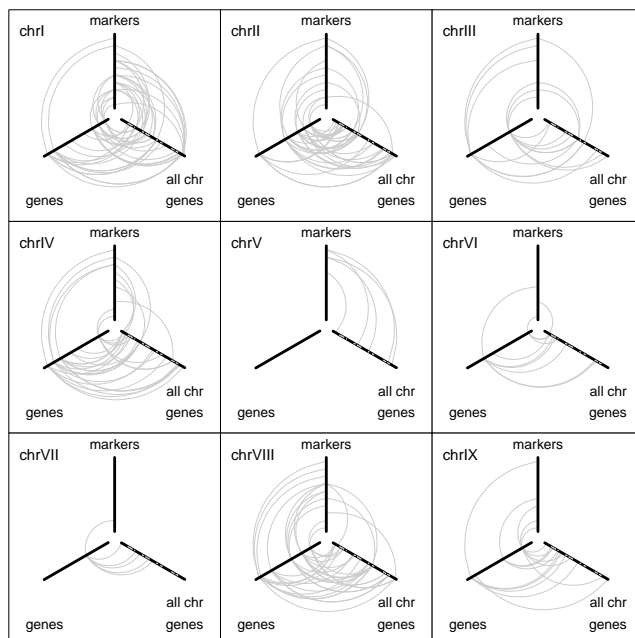 markers
chrI
all chr
genes
genes
markers
chrII
all chr
genes
genes
markers
chrIII
all chr
genes
genes
markers
chrIV
all chr
genes
genes
markers
chrV
all chr
genes
genes
markers
chrVI
all chr
genes
genes
markers
chrVII
all chr
genes
genes
markers
chrVIII
all chr
genes
genes
markers
chrIX
all chr
genes
genes